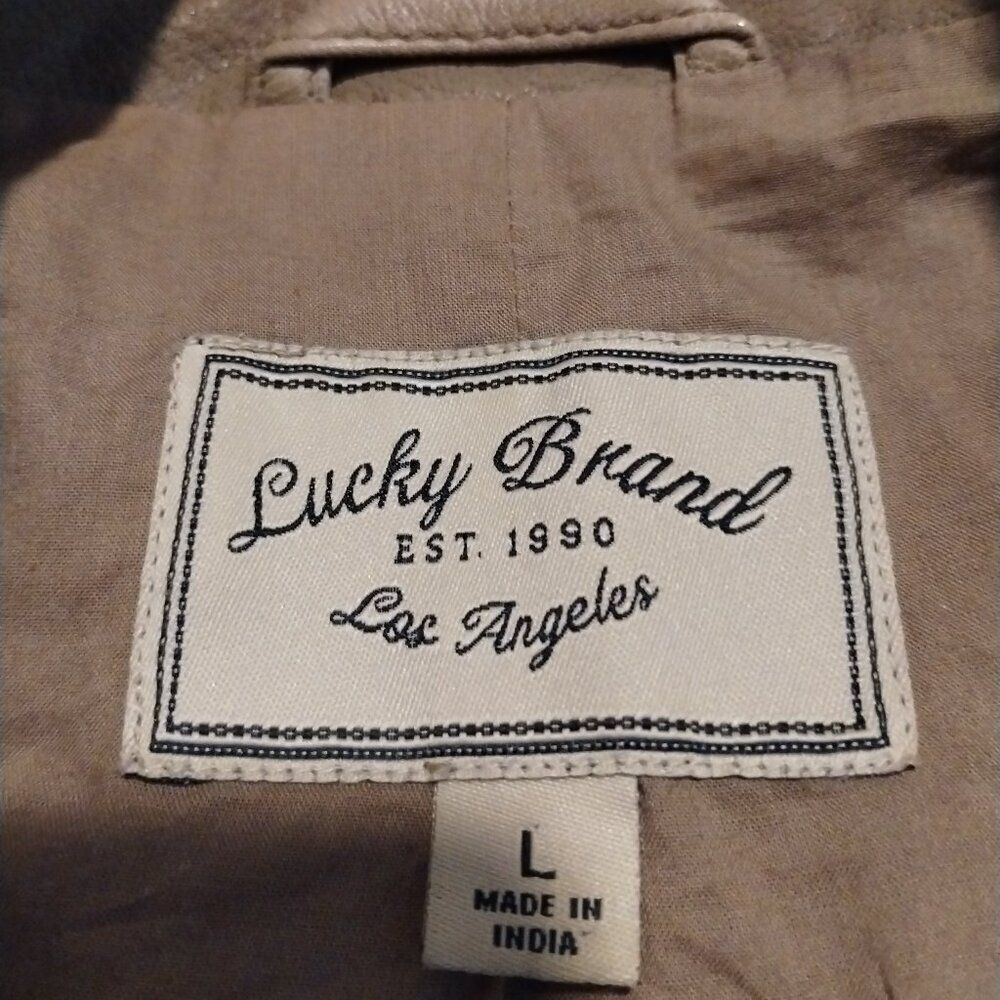 Lucky Brand
EST. 1990
Los Angeles
L
MADE IN
INDIA